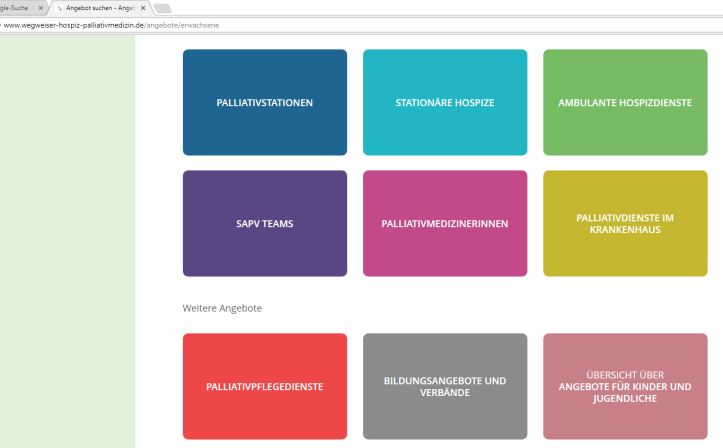 gle-Suche
Angebot suchen - Angeb
www.wegweiser-hospiz-palliativmedizin.de/angebote/erwachsene
PALLIATIVSTATIONEN
STATIONÄRE HOSPIZE
AMBULANTE HOSPIZDIENSTE
SAPV TEAMS
PALLIATIVMEDIZINERINNEN
PALLIATIVDIENSTE IM
KRANKENHAUS
Weitere Angebote
PALLIATIVPFLEGEDIENSTE
BILDUNGSANGEBOTE UND
VERBÄNDE
ÜBERSICHT ÜBER
ANGEBOTE FÜR KINDER UND
JUGENDLICHE